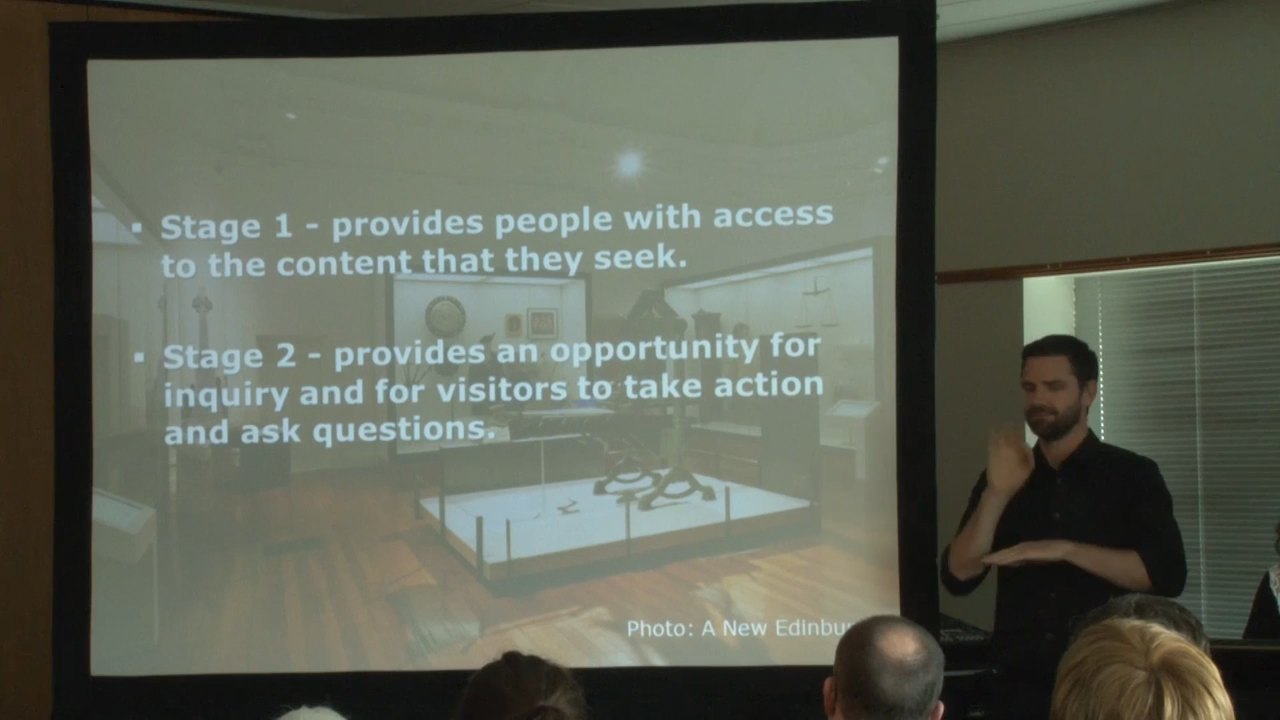 ▪ Stage 1 - provides people with access
to the content that they seek.
▪ Stage 2 - provides an opportunity for
inquiry and for visitors to take action
and ask questions.
Photo: A New